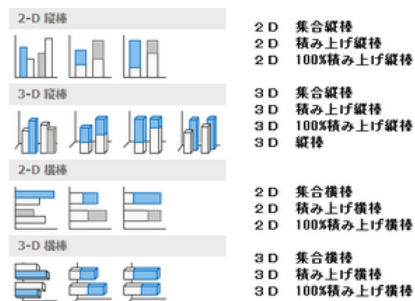 2-D 縦棒
2D 集合縦棒
2D 積み上げ縦棒
2D 100%積み上げ縦棒
3-D 縦棒
3D 集合縦棒
3D 積み上げ縦棒
3D 100%積み上げ縦棒
3D 縦棒
2-D 横棒
2D 集合横棒
2D 積み上げ横棒
2D 100%積み上げ横棒
3-D 横棒
3D 集合横棒
3D 積み上げ横棒
3D 100%積み上げ横棒